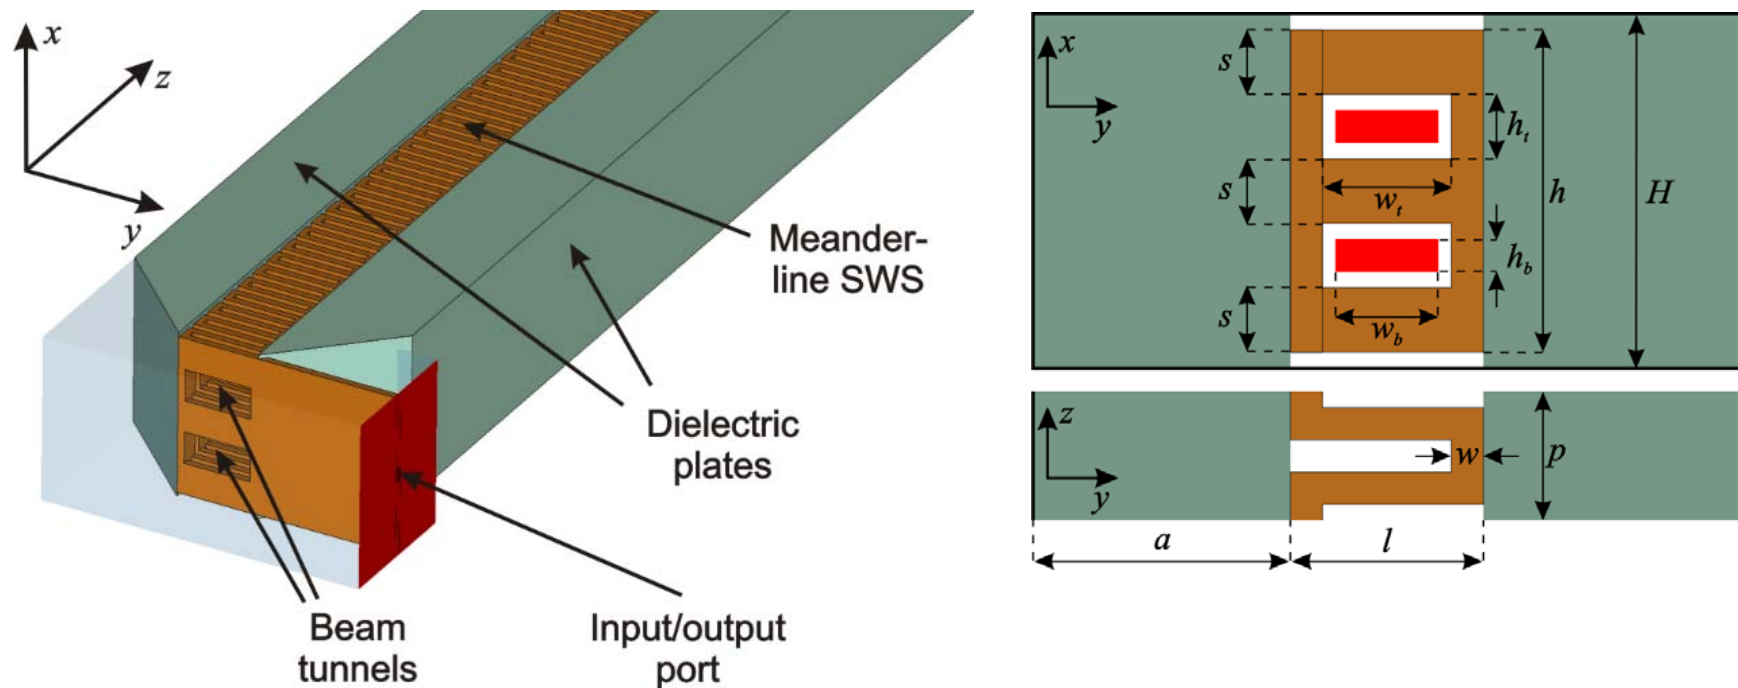 x
z
y
Meander-
line SWS
Dielectric
plates
Beam
tunnels
Input/output
port
x
y
s
s
s
h_t
w_t
h_b
w_b
h
H
z
y
w
p
a
l